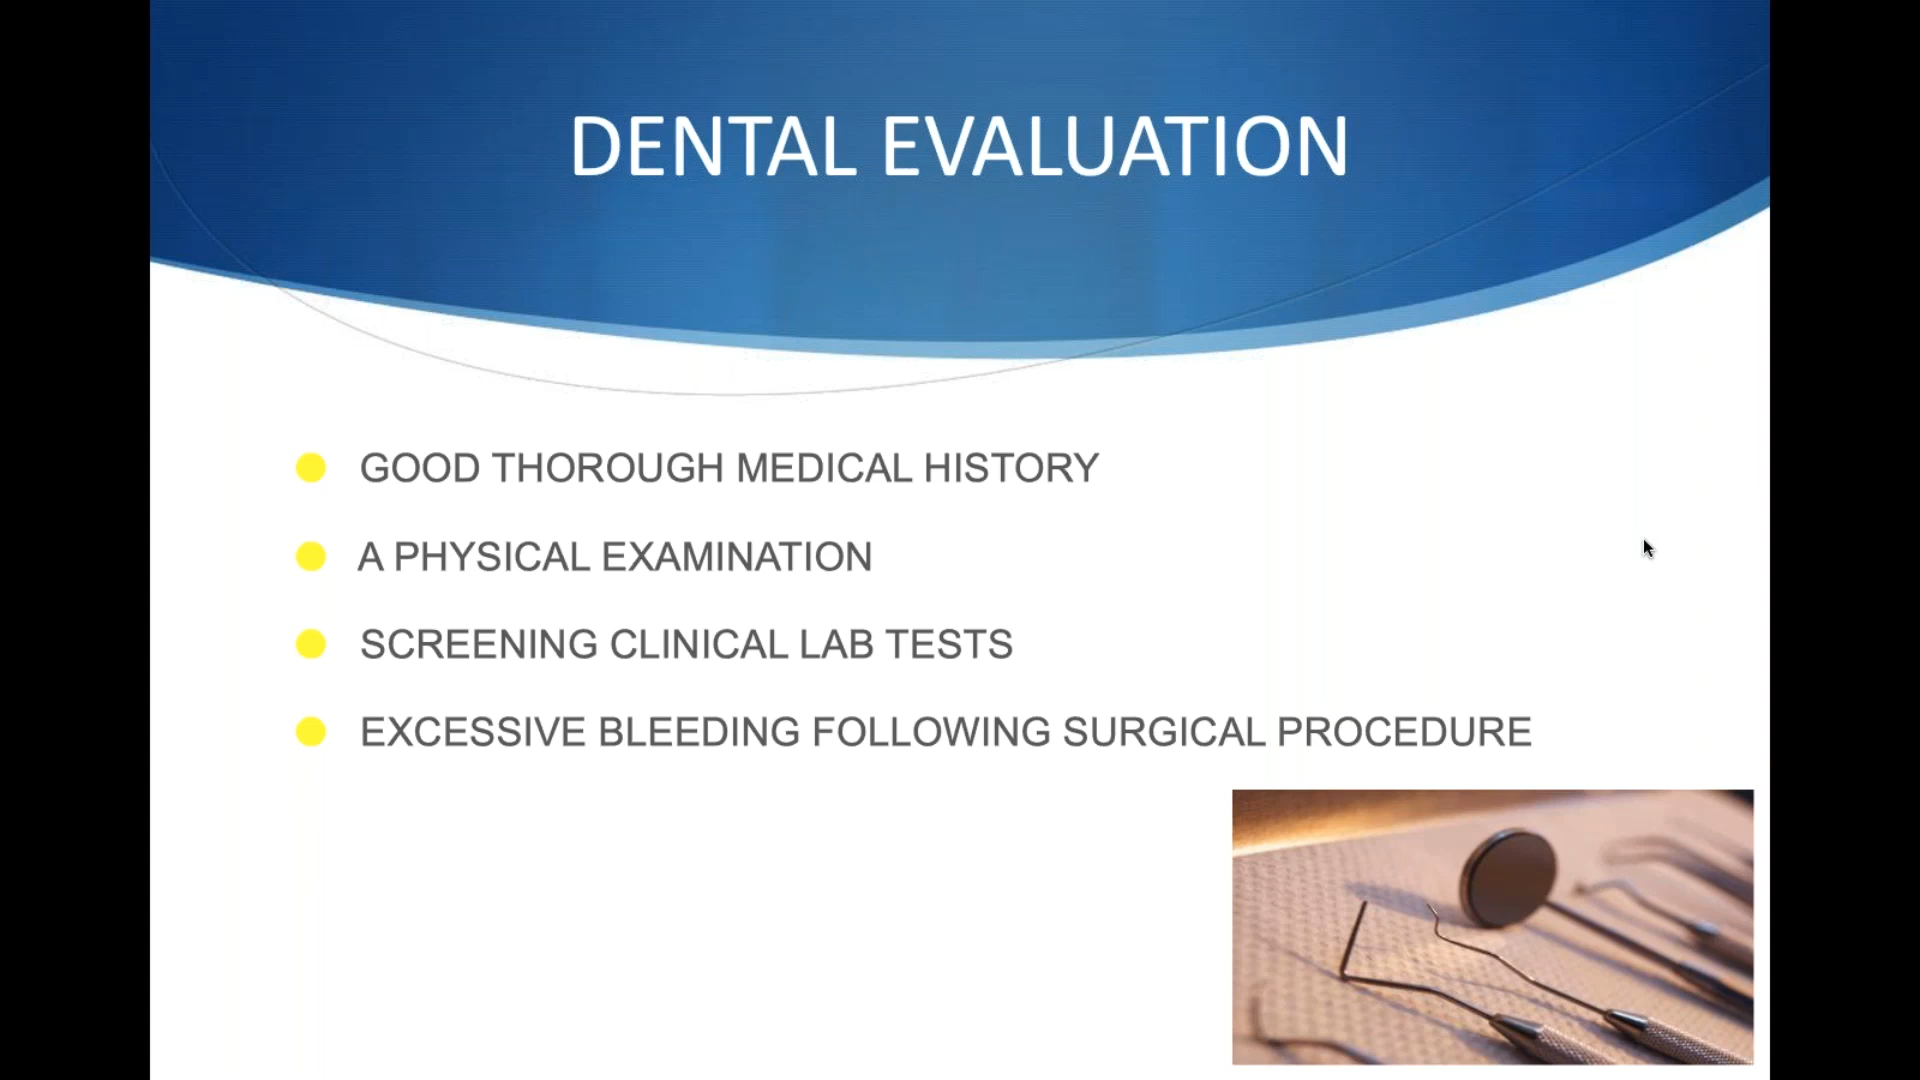 DENTAL EVALUATION
GOOD THOROUGH MEDICAL HISTORY
A PHYSICAL EXAMINATION
SCREENING CLINICAL LAB TESTS
EXCESSIVE BLEEDING FOLLOWING SURGICAL PROCEDURE